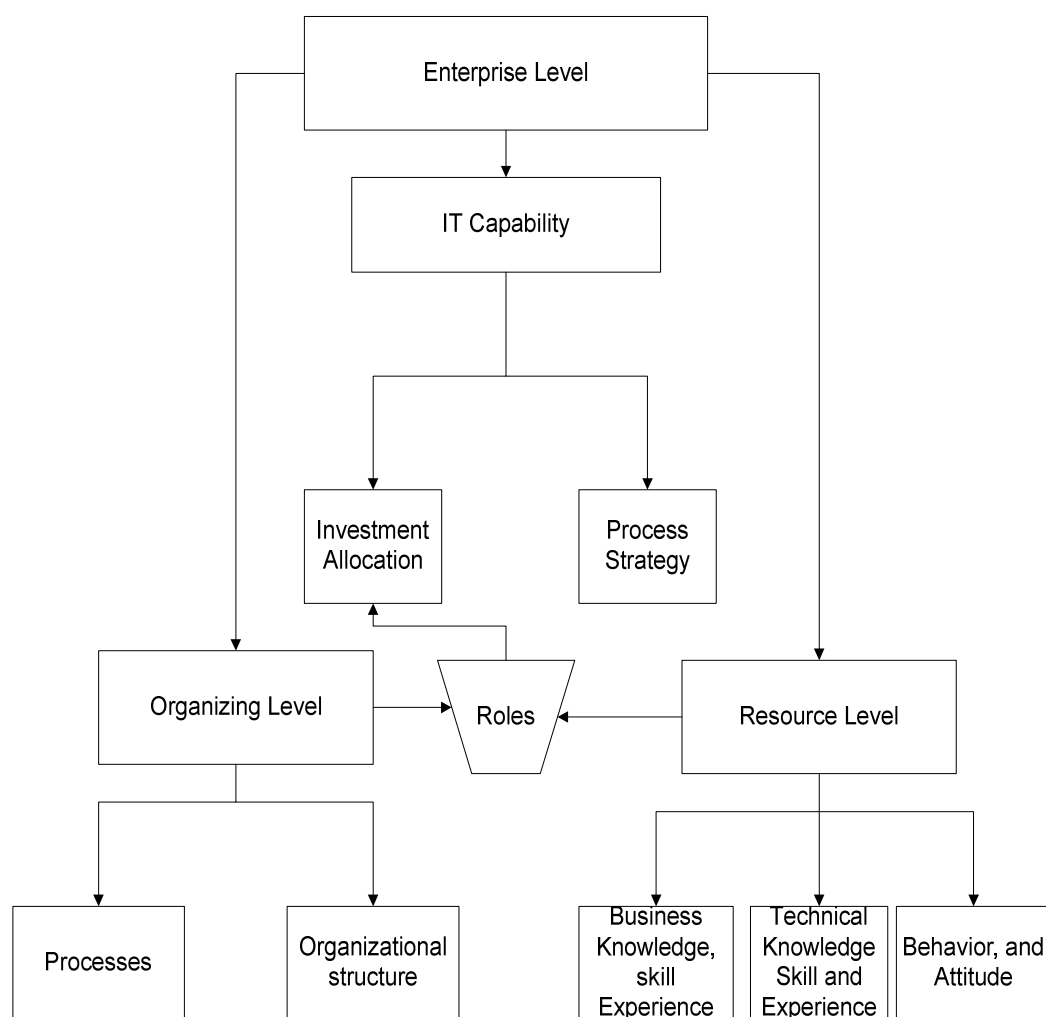 Enterprise Level
IT Capability
Investment
Allocation
Process
Strategy
Organizing Level
Roles
Resource Level
Processes
Organizational
structure
Business
Knowledge,
skill
Experience
Technical
Knowledge
Skill and
Experience
Behavior, and
Attitude